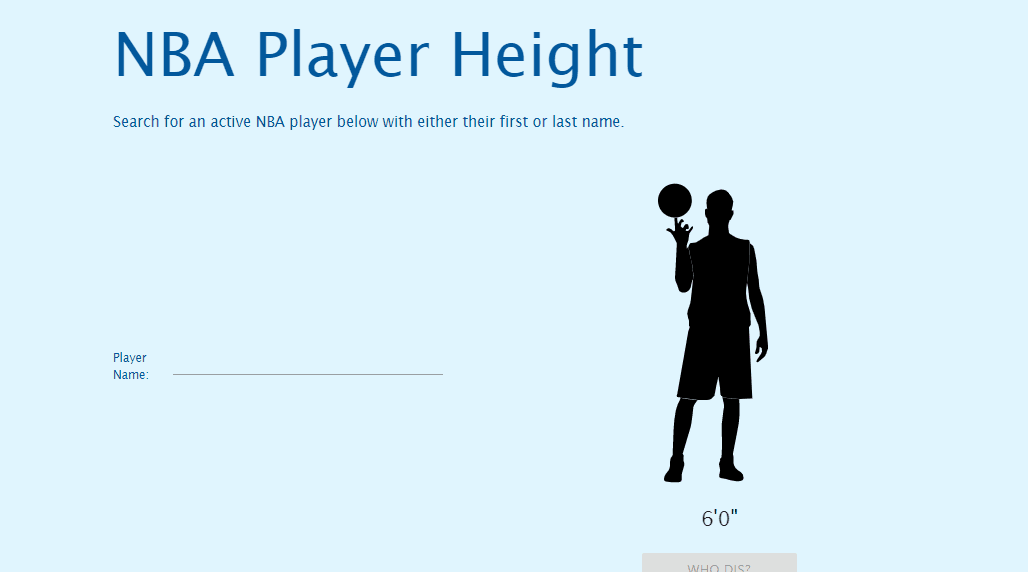 NBA Player Height
Search for an active NBA player below with either their first or last name.
Player
Name:
6'0"
WHO DIS?